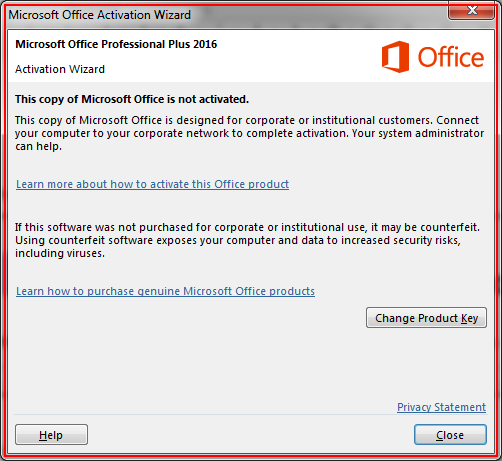 Microsoft Office Activation Wizard
Microsoft Office Professional Plus 2016
Office
Activation Wizard
This copy of Microsoft Office is not activated.
This copy of Microsoft Office is designed for corporate or institutional customers. Connect
your computer to your corporate network to complete activation. Your system administrator
can help.
Learn more about how to activate this Office product
If this software was not purchased for corporate or institutional use, it may be counterfeit.
Using counterfeit software exposes your computer and data to increased security risks,
including viruses.
Learn how to purchase genuine Microsoft Office products
Change Product Key
Privacy Statement
Help
Close